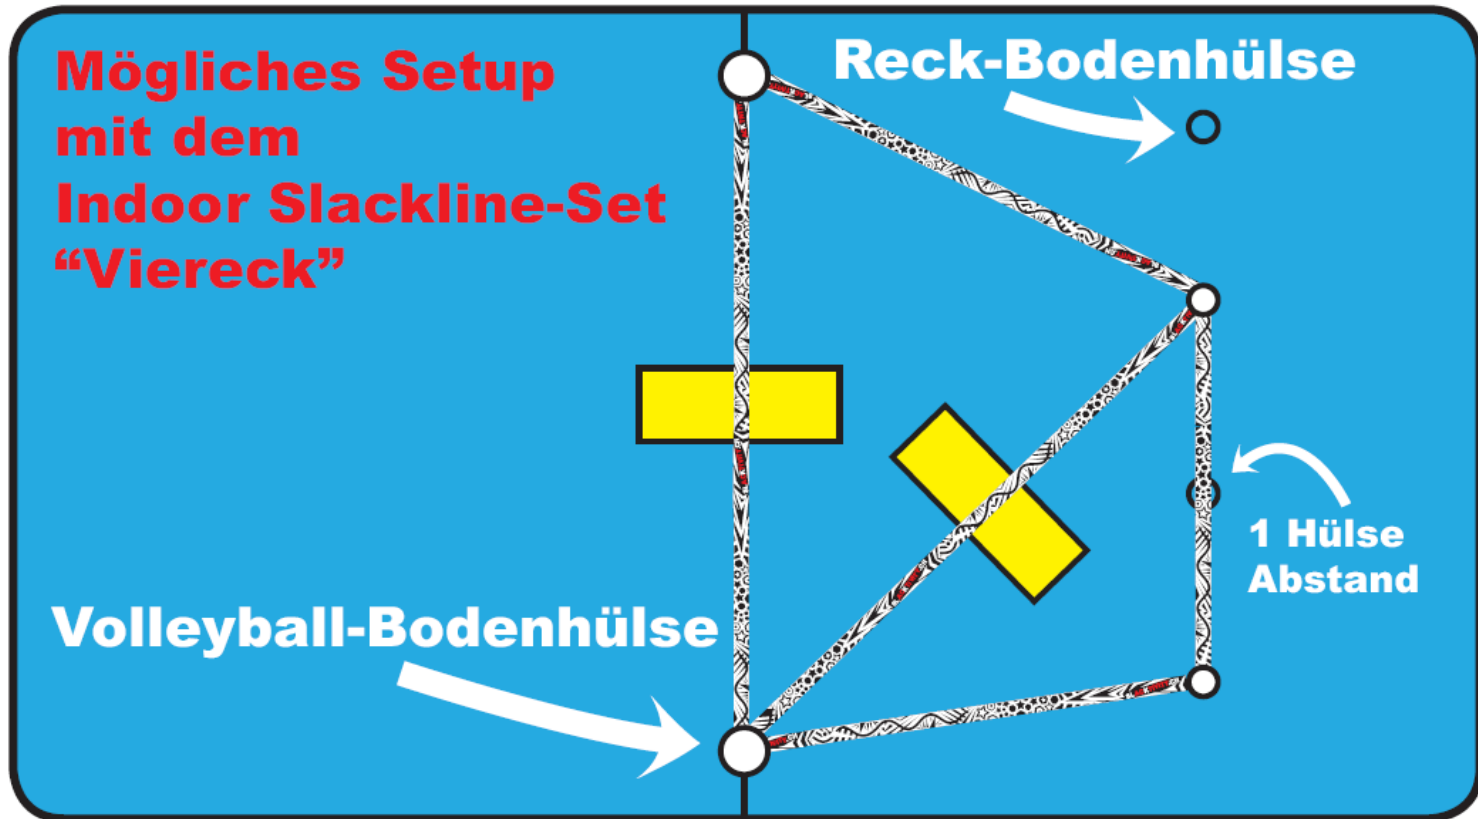 Mögliches Setup
mit dem
Indoor Slackline-Set
“Viereck”
Reck-Bodenhülse
1 Hülse
Abstand
Volleyball-Bodenhülse